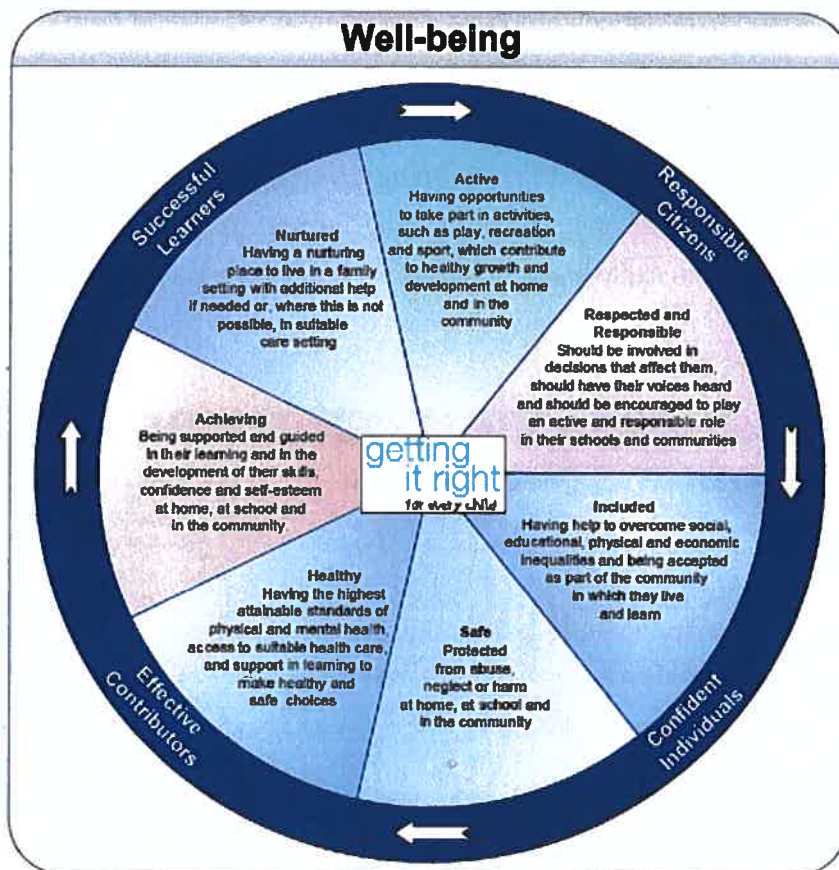 Well-being
Successful
Learners
Responsible
Citizens
Active
Having opportunities
to take part in activities,
such as play, recreation
and sport, which contribute
to healthy growth and
development at home
and in the
community
Nurtured
Having a nurturing
place to live in a family
setting with additional help
if needed or, where this is not
possible, in suitable
care setting
Respected and
Responsible
Should be involved in
decisions that affect them,
should have their voices heard
and should be encouraged to play
an active and responsible role
in their schools and communities
Achieving
Being supported and guided
in their learning and in the
development of their skills,
confidence and self-esteem
at home, at school and
in the community
getting
it right
for every child
Included
Having help to overcome social,
educational, physical and economic
inequalities and being accepted
as part of the community
in which they live
and learn
Healthy
Having the highest
attainable standards of
physical and mental health,
access to suitable health care,
and support in learning to
make healthy and
safe choices
Safe
Protected
from abuse,
neglect or harm
at home, at school and
in the community
Effective
Contributors
Confident
Individuals